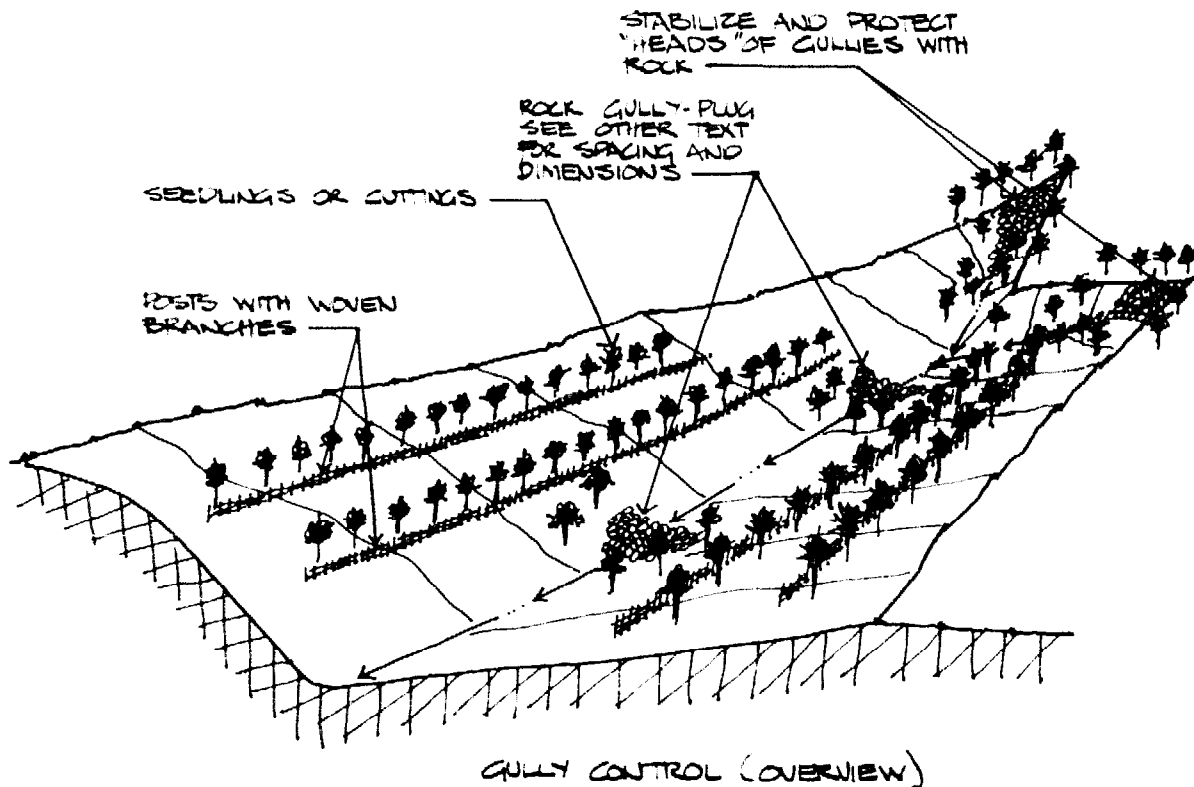 STABILIZE AND PROTECT
"HEADS" OF GULLIES WITH
ROCK
ROCK GULLY-PLUG
SEE OTHER TEXT
FOR SPACING AND
DIMENSIONS
SEEDLINGS OR CUTTINGS
POSTS WITH WOVEN
BRANCHES
GULLY CONTROL (OVERVIEW)